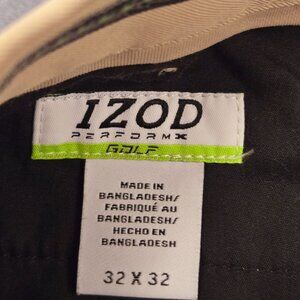 IZOD
PERFORMX
GOLF
MADE IN
BANGLADESH/
FABRIQUÉ AU
BANGLADESH/
HECHO EN
BANGLADESH
32 X 32